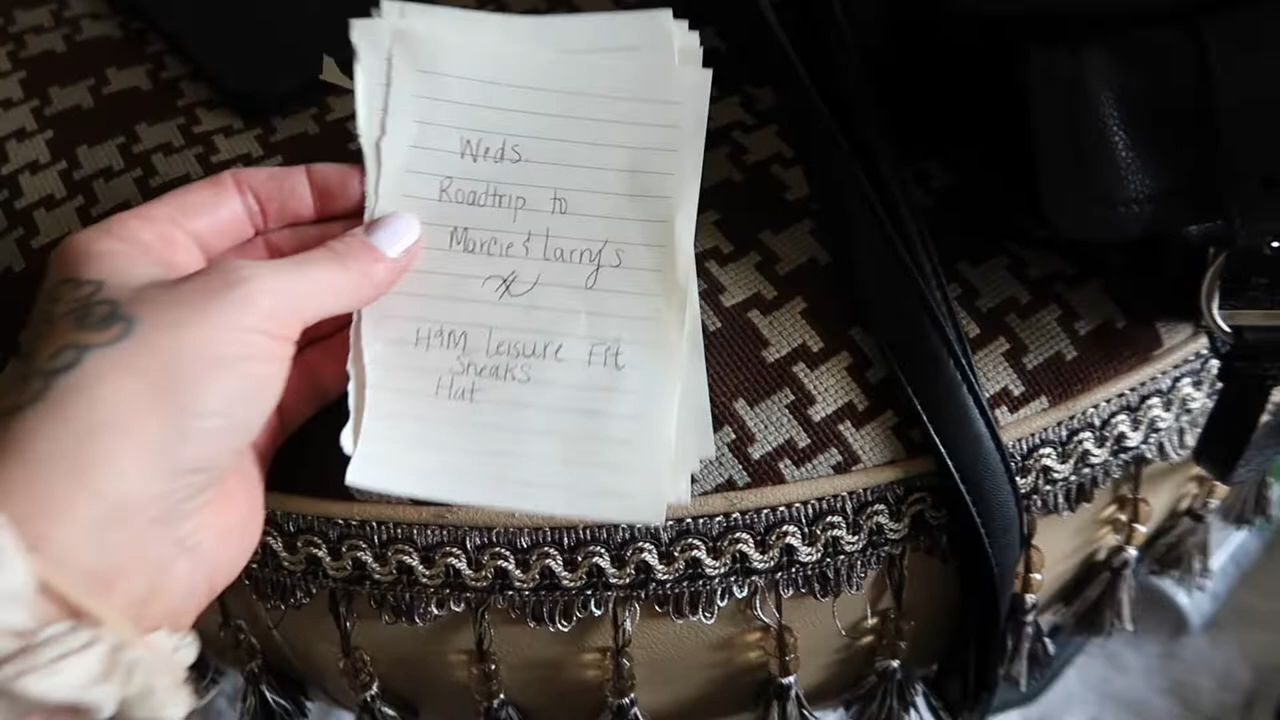 Weds.
Roadtrip to
Marcie & Larry's
H&M leisure Fit
Sneaks
Hat